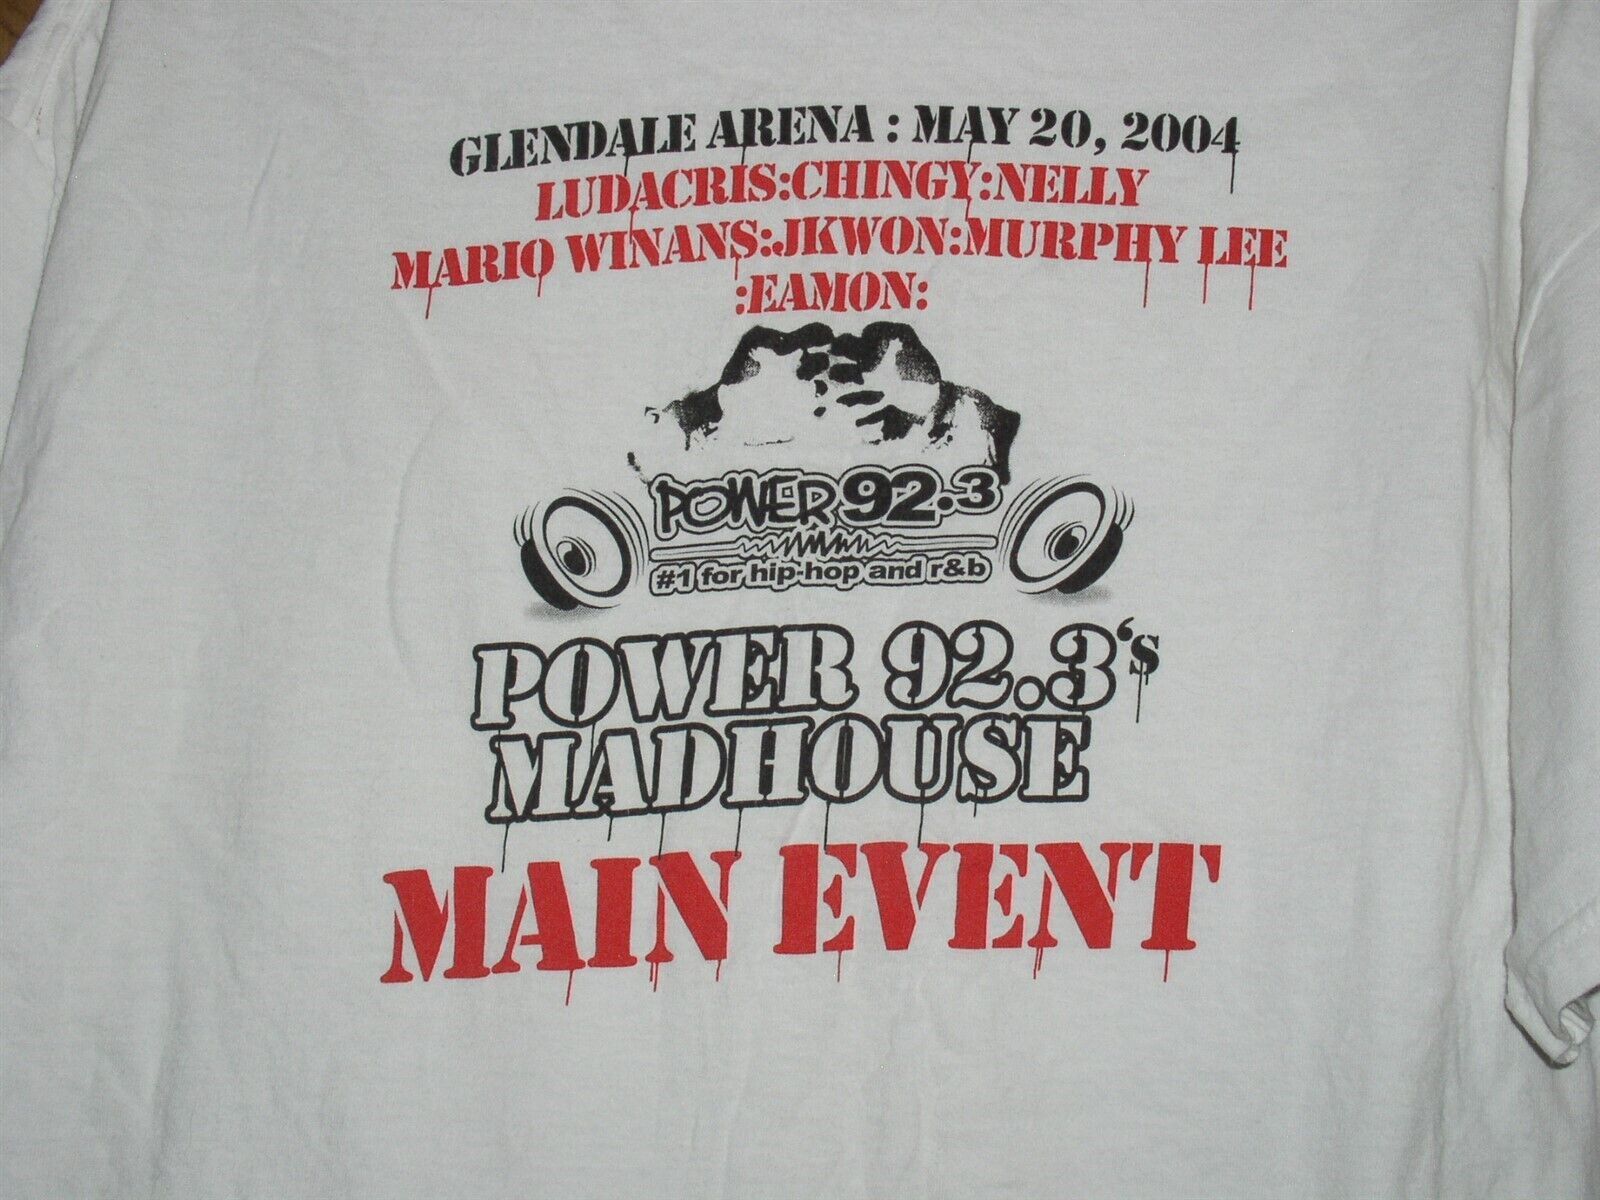 GLENDALE ARENA : MAY 20, 2004
LUDACRIS:CHINGY:NELLY
MARIO WINANS:JKWON:MURPHY LEE
:EAMON:
POWER 92.3
#1 for hip-hop and r&b
POWER 92.3's
MADHOUSE
MAIN EVENT